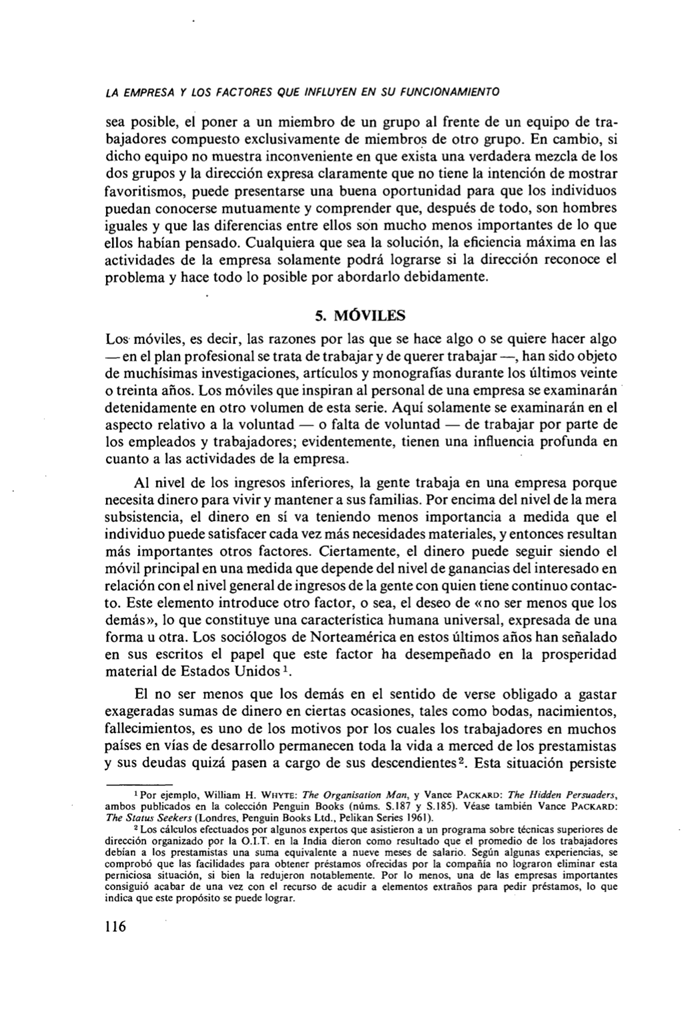 LA EMPRESA Y LOS FACTORES QUE INFLUYEN EN SU FUNCIONAMIENTO
sea posible, el poner a un miembro de un grupo al frente de un equipo de tra-
bajadores compuesto exclusivamente de miembros de otro grupo. En cambio, si
dicho equipo no muestra inconveniente en que exista una verdadera mezcla de los
dos grupos y la dirección expresa claramente que no tiene la intención de mostrar
favoritismos, puede presentarse una buena oportunidad para que los individuos
puedan conocerse mutuamente y comprender que, después de todo, son hombres
iguales y que las diferencias entre ellos son mucho menos importantes de lo que
ellos habían pensado. Cualquiera que sea la solución, la eficiencia máxima en las
actividades de la empresa solamente podrá lograrse si la dirección reconoce el
problema y hace todo lo posible por abordarlo debidamente.
5. MÓVILES
Los móviles, es decir, las razones por las que se hace algo o se quiere hacer algo
— en el plan profesional se trata de trabajar y de querer trabajar —, han sido objeto
de muchísimas investigaciones, artículos y monografías durante los últimos veinte
o treinta años. Los móviles que inspiran al personal de una empresa se examinarán
detenidamente en otro volumen de esta serie. Aquí solamente se examinarán en el
aspecto relativo a la voluntad — o falta de voluntad — de trabajar por parte de
los empleados y trabajadores; evidentemente, tienen una influencia profunda en
cuanto a las actividades de la empresa.
Al nivel de los ingresos inferiores, la gente trabaja en una empresa porque
necesita dinero para vivir y mantener a sus familias. Por encima del nivel de la mera
subsistencia, el dinero en sí va teniendo menos importancia a medida que el
individuo puede satisfacer cada vez más necesidades materiales, y entonces resultan
más importantes otros factores. Ciertamente, el dinero puede seguir siendo el
móvil principal en una medida que depende del nivel de ganancias del interesado en
relación con el nivel general de ingresos de la gente con quien tiene continuo contac-
to. Este elemento introduce otro factor, o sea, el deseo de «no ser menos que los
demás», lo que constituye una característica humana universal, expresada de una
forma u otra. Los sociólogos de Norteamérica en estos últimos años han señalado
en sus escritos el papel que este factor ha desempeñado en la prosperidad
material de Estados Unidos ¹.
El no ser menos que los demás en el sentido de verse obligado a gastar
exageradas sumas de dinero en ciertas ocasiones, tales como bodas, nacimientos,
fallecimientos, es uno de los motivos por los cuales los trabajadores en muchos
países en vías de desarrollo permanecen toda la vida a merced de los prestamistas
y sus deudas quizá pasen a cargo de sus descendientes ². Esta situación persiste
¹ Por ejemplo, William H. WHYTE: The Organisation Man, y Vance PACKARD: The Hidden Persuaders,
ambos publicados en la colección Penguin Books (núms. S.187 y S.185). Véase también Vance PACKARD:
The Status Seekers (Londres, Penguin Books Ltd., Pelikan Series 1961).
² Los cálculos efectuados por algunos expertos que asistieron a un programa sobre técnicas superiores de
dirección organizado por la O.I.T. en la India dieron como resultado que el promedio de los trabajadores
debían a los prestamistas una suma equivalente a nueve meses de salario. Según algunas experiencias, se
comprobó que las facilidades para obtener préstamos ofrecidas por la compañía no lograron eliminar esta
perniciosa situación, si bien la redujeron notablemente. Por lo menos, una de las empresas importantes
consiguió acabar de una vez con el recurso de acudir a elementos extraños para pedir préstamos, lo que
indica que este propósito se puede lograr.
116